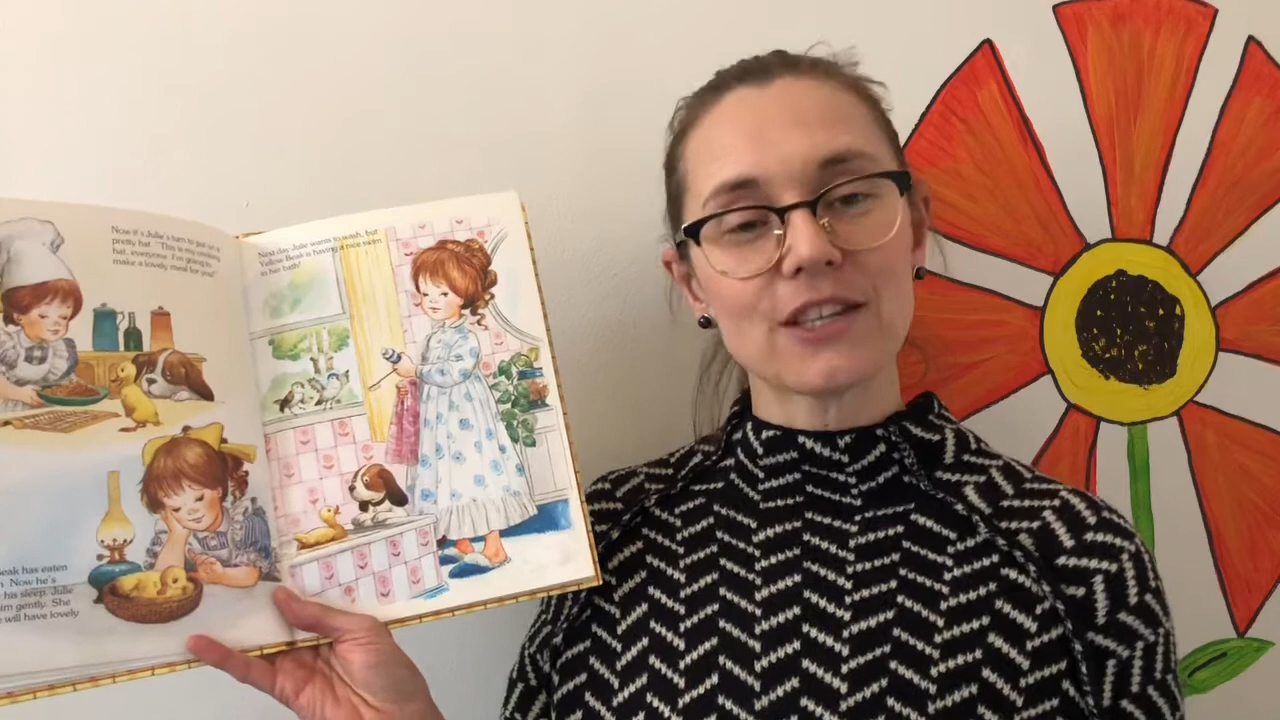 Now it's Julie's turn to put on a
pretty hat. "This is my cooking
hat, everyone. I'm going to
make a lovely meal for you!"
Beak has eaten
Now he's
his sleep. Julie
him gently. She
will have lovely
Next day Julie wants to wash, but
Yellow Beak is having a nice swim
in her bath!